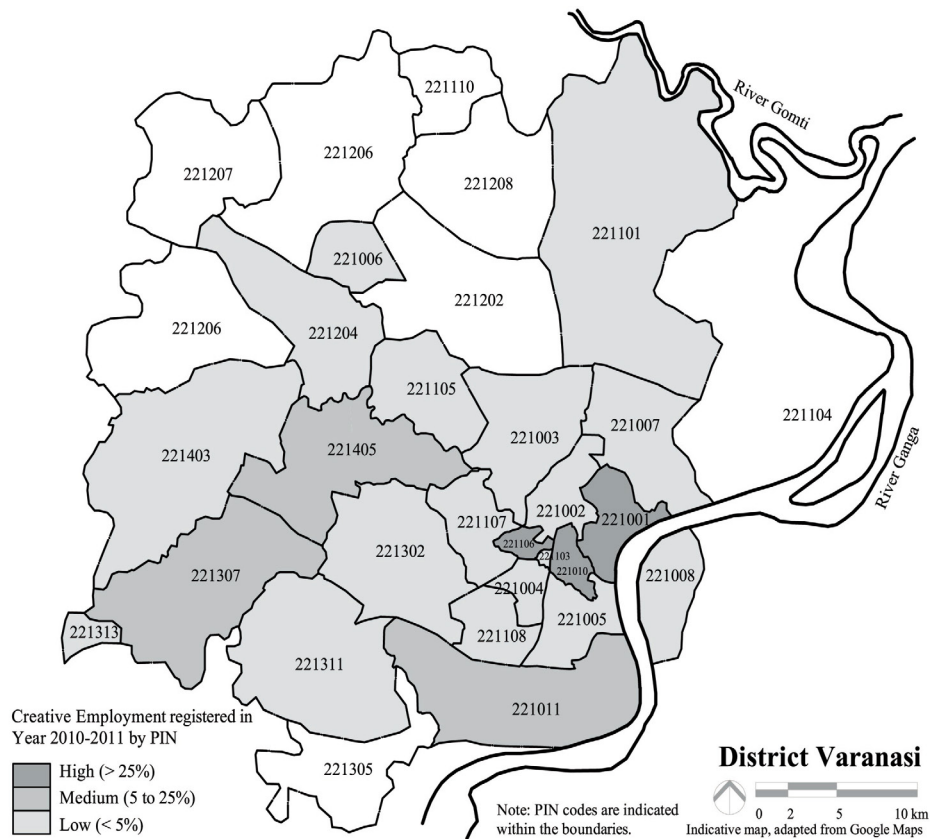 River Gomti
221110
221206
221207
221208
221101
221006
221202
221206
221204
221105
221104
221003
221007
221403
221405
River Ganga
221002
221107
221001
221106
221103
221302
221010
221307
221004
221008
221005
221313
221108
221311
221011
221305
Creative Employment registered in
Year 2010-2011 by PIN
High (> 25%)
Medium (5 to 25%)
Low (< 5%)
Note: PIN codes are indicated
within the boundaries.
District Varanasi
0 2 5 10 km
Indicative map, adapted from Google Maps